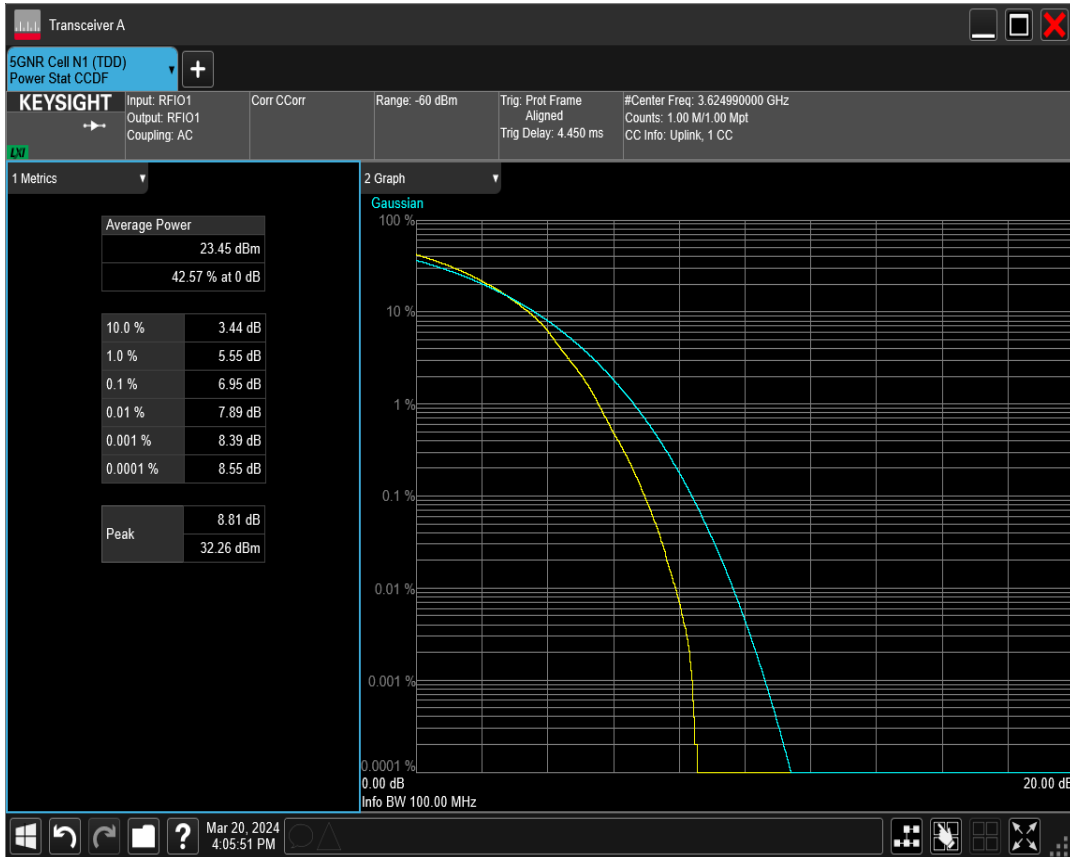 Transceiver A
5GNR Cell N1 (TDD)
Power Stat CCDF
+
KEYSIGHT
LXI
Input: RFIO1
Output: RFIO1
Coupling: AC
Corr CCorr
Range: -60 dBm
Trig: Prot Frame
Aligned
Trig Delay: 4.450 ms
#Center Freq: 3.624990000 GHz
Counts: 1.00 M/1.00 Mpt
CC Info: Uplink, 1 CC
1 Metrics
Average Power
23.45 dBm
42.57 % at 0 dB
10.0 % 3.44 dB
1.0 % 5.55 dB
0.1 % 6.95 dB
0.01 % 7.89 dB
0.001 % 8.39 dB
0.0001 % 8.55 dB
Peak
8.81 dB
32.26 dBm
2 Graph
Gaussian
100 %
10 %
1 %
0.1 %
0.01 %
0.001 %
0.0001 %
0.00 dB 20.00 dB
Info BW 100.00 MHz
?
Mar 20, 2024
4:05:51 PM